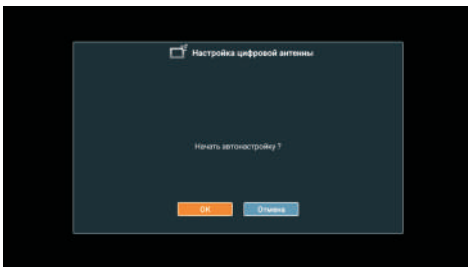 Настройка цифровой антенны
Начать автонастройку ?
OK
Отмена